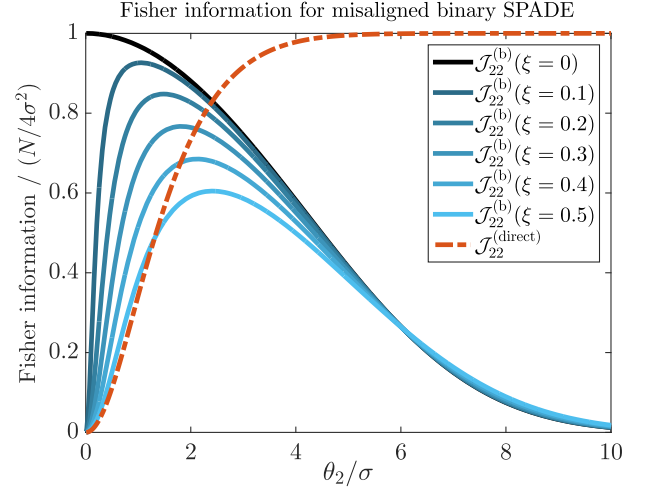 Fisher information for misaligned binary SPADE
Fisher information / (N/4σ²)
1
0.8
0.6
0.4
0.2
0
0 2 4 6 8 10
θ₂/σ
𝒥₂₂⁽ᵇ⁾(ξ = 0)
𝒥₂₂⁽ᵇ⁾(ξ = 0.1)
𝒥₂₂⁽ᵇ⁾(ξ = 0.2)
𝒥₂₂⁽ᵇ⁾(ξ = 0.3)
𝒥₂₂⁽ᵇ⁾(ξ = 0.4)
𝒥₂₂⁽ᵇ⁾(ξ = 0.5)
𝒥₂₂⁽ᵈⁱʳᵉᶜᵗ⁾